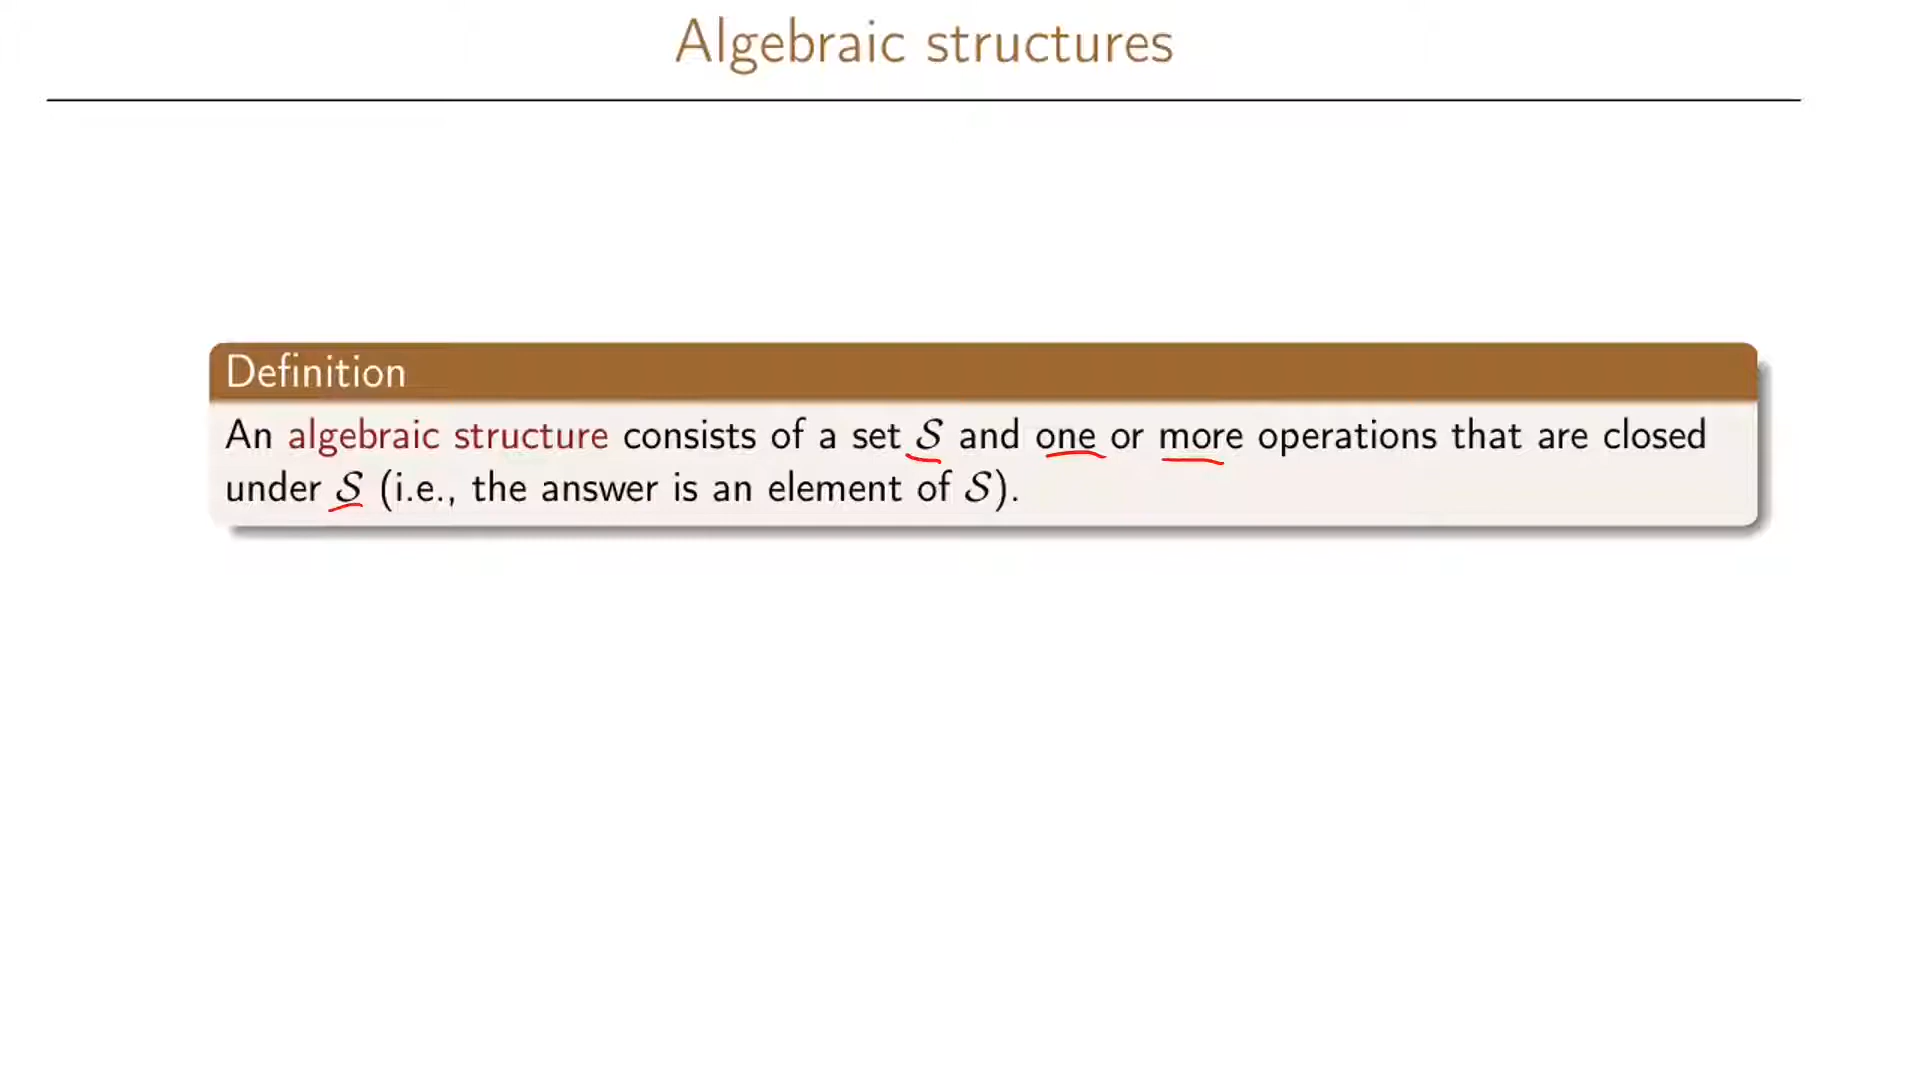 Algebraic structures
Definition
An algebraic structure consists of a set 𝒮 and one or more operations that are closed
under 𝒮 (i.e., the answer is an element of 𝒮).